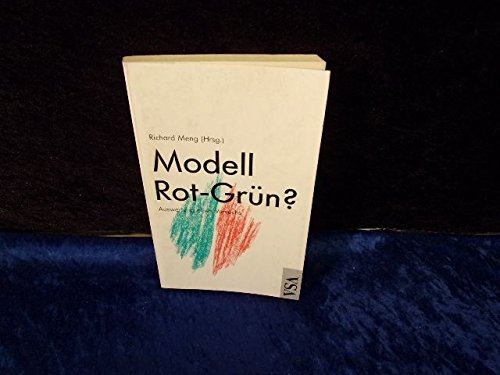 Richard Meng (Hrsg.)
Modell
Rot-Grün?
VSA